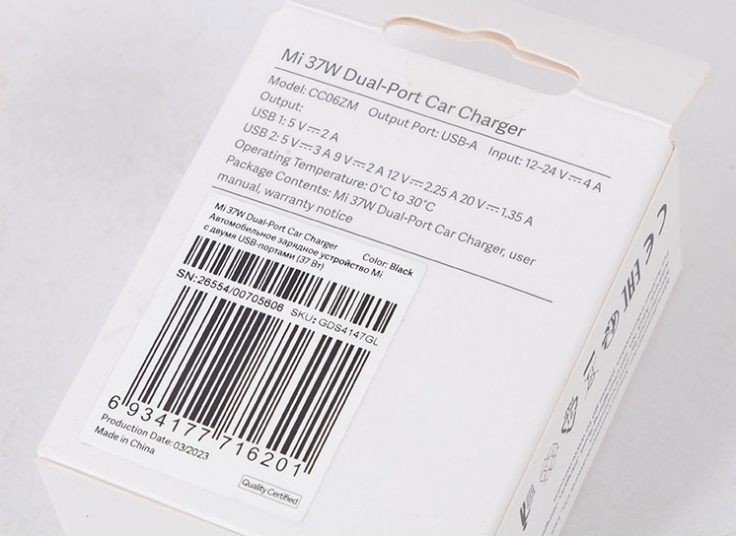 Mi 37W Dual-Port Car Charger
Model: CC06ZM Output Port: USB-A Input: 12-24 V⎓4 A
Output:
USB 1: 5 V⎓2 A
USB 2: 5 V⎓3 A 9 V⎓2 A 12 V⎓2.25 A 20 V⎓1.35 A
Operating Temperature: 0°C to 30°C
Package Contents: Mi 37W Dual-Port Car Charger, user
manual, warranty notice
Mi 37W Dual-Port Car Charger Color: Black
Автомобильное зарядное устройство Mi
с двумя USB-портами (37 Вт)
SN:26554/00705606 SKU: GDS4147GL
6 934177 716201
Production Date: 03/2023
Made in China
Quality Certified
CE EAC